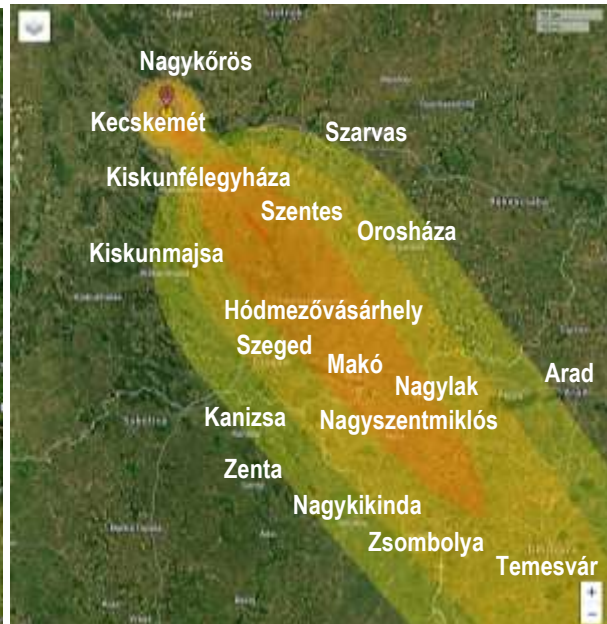 Nagykőrös
Kecskemét
Szarvas
Kiskunfélegyháza
Szentes
Orosháza
Kiskunmajsa
Hódmezővásárhely
Szeged
Makó
Arad
Nagylak
Kanizsa
Nagyszentmiklós
Zenta
Nagykikinda
Zsombolya
Temesvár
+
−